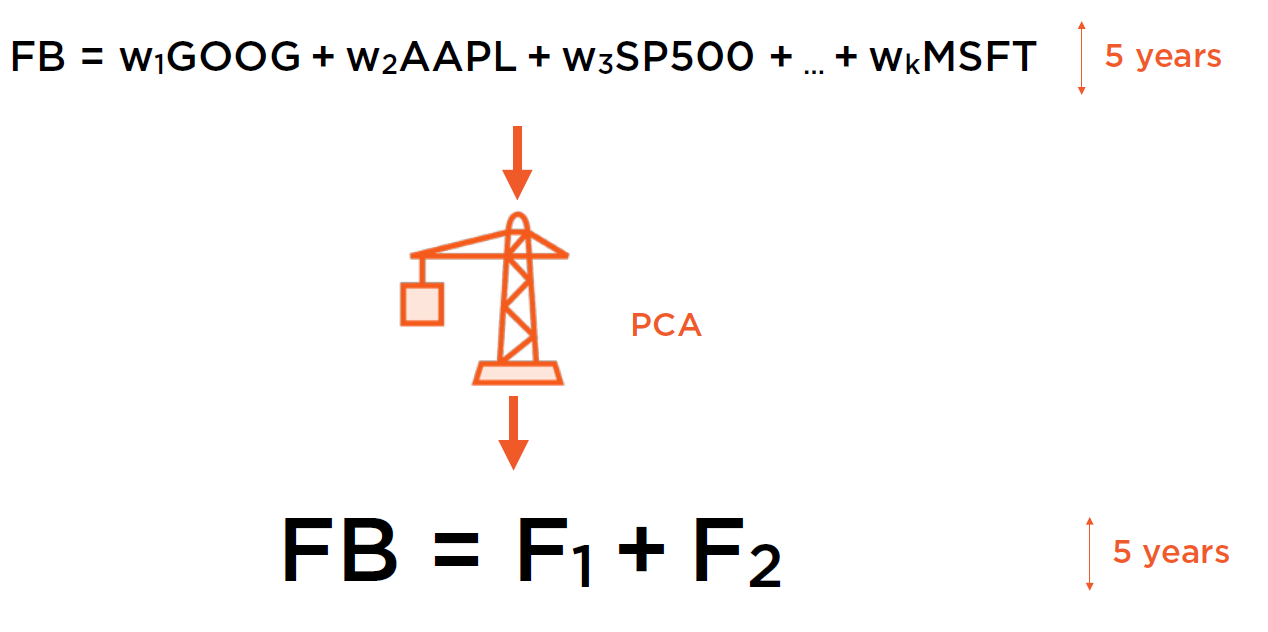 FB = w₁GOOG + w₂AAPL + w₃SP500 + ... + wₖMSFT
5 years
PCA
FB = F₁ + F₂
5 years